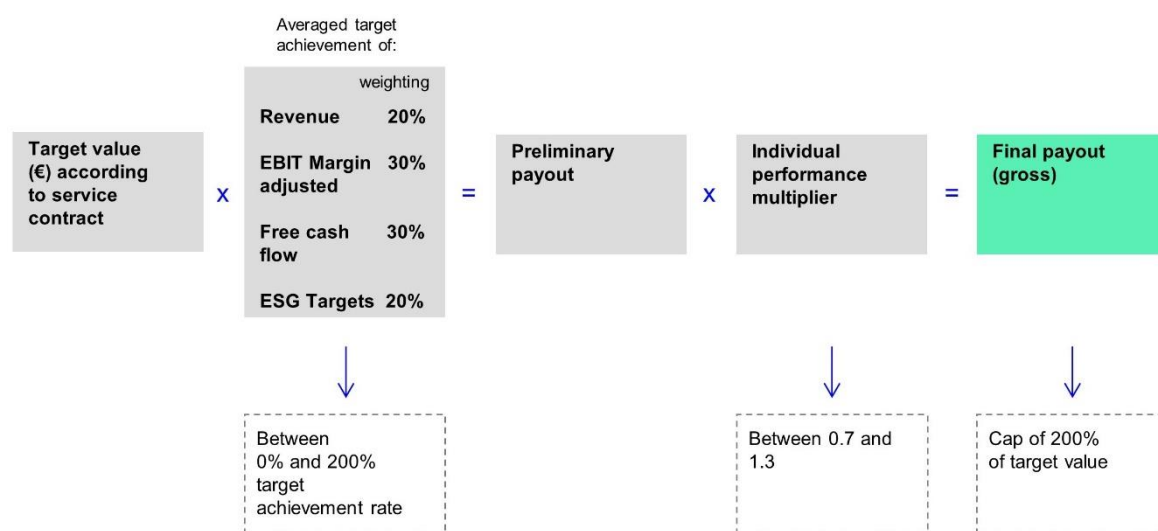 Averaged target
achievement of:
weighting
Revenue 20%
EBIT Margin 30%
adjusted
Free cash 30%
flow
ESG Targets 20%
Target value
(€) according
to service
contract
x
=
Preliminary
payout
x
Individual
performance
multiplier
=
Final payout
(gross)
Between
0% and 200%
target
achievement rate
Between 0.7 and
1.3
Cap of 200%
of target value